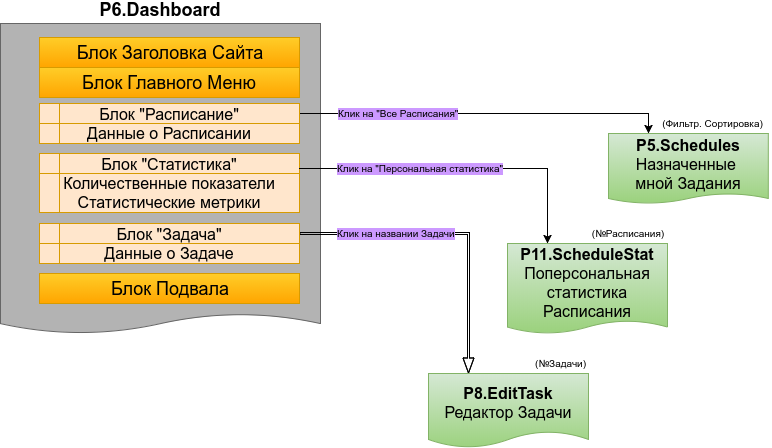 P6.Dashboard
Блок Заголовка Сайта
Блок Главного Меню
Блок "Расписание"
Данные о Расписании
Блок "Статистика"
Количественные показатели
Статистические метрики
Блок "Задача"
Данные о Задаче
Блок Подвала
Клик на "Все Расписания"
(Фильтр. Сортировка)
P5.Schedules
Назначенные
мной Задания
Клик на "Персональная статистика"
(№Расписания)
P11.ScheduleStat
Поперсональная
статистика
Расписания
Клик на названии Задачи
(№Задачи)
P8.EditTask
Редактор Задачи